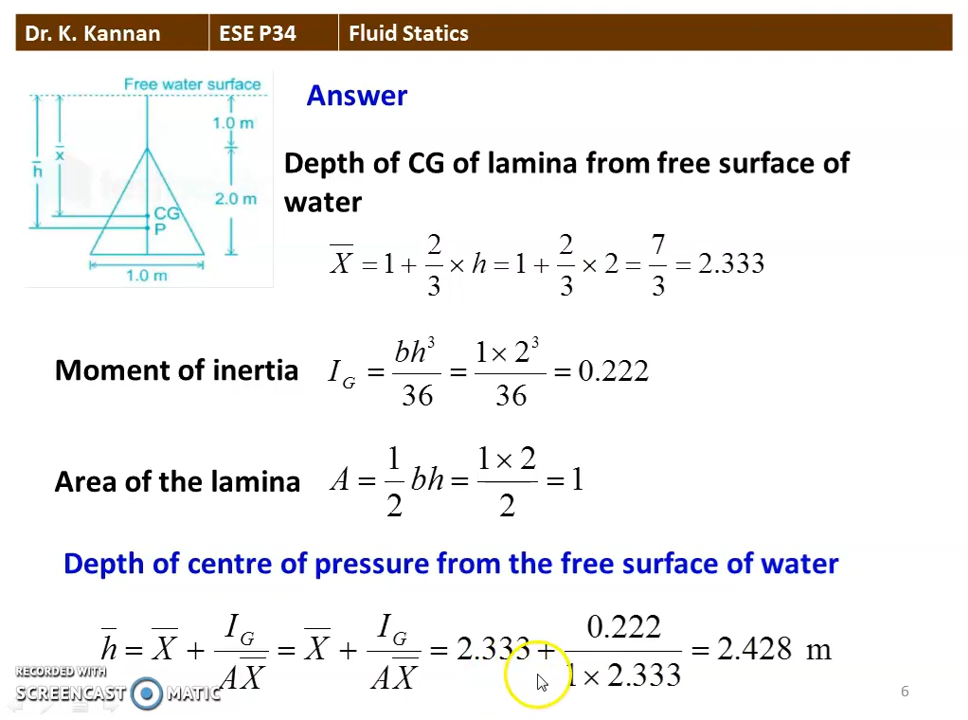 Dr. K. Kannan ESE P34 Fluid Statics
Free water surface
Answer
1.0 m
x̄
h̄
Depth of CG of lamina from free surface of
water
2.0 m
CG
P
1.0 m
X̄ = 1 + 2/3 × h = 1 + 2/3 × 2 = 7/3 = 2.333
Moment of inertia I_G = bh³/36 = 1 × 2³/36 = 0.222
Area of the lamina A = 1/2 bh = 1 × 2/2 = 1
Depth of centre of pressure from the free surface of water
h̄ = X̄ + I_G/AX̄ = X̄ + I_G/AX̄ = 2.333 + 0.222/1 × 2.333 = 2.428 m
RECORDED WITH
SCREENCAST MATIC
6